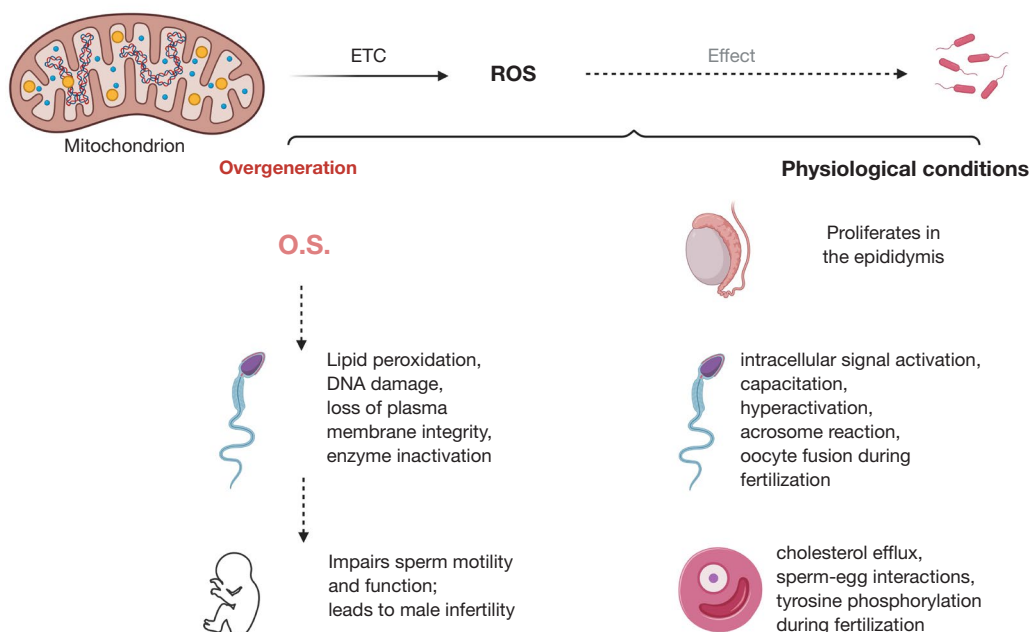 ETC
ROS
Effect
Mitochondrion
Overgeneration
Physiological conditions
O.S.
Proliferates in
the epididymis
Lipid peroxidation,
DNA damage,
loss of plasma
membrane integrity,
enzyme inactivation
intracellular signal activation,
capacitation,
hyperactivation,
acrosome reaction,
oocyte fusion during
fertilization
Impairs sperm motility
and function;
leads to male infertility
cholesterol efflux,
sperm-egg interactions,
tyrosine phosphorylation
during fertilization